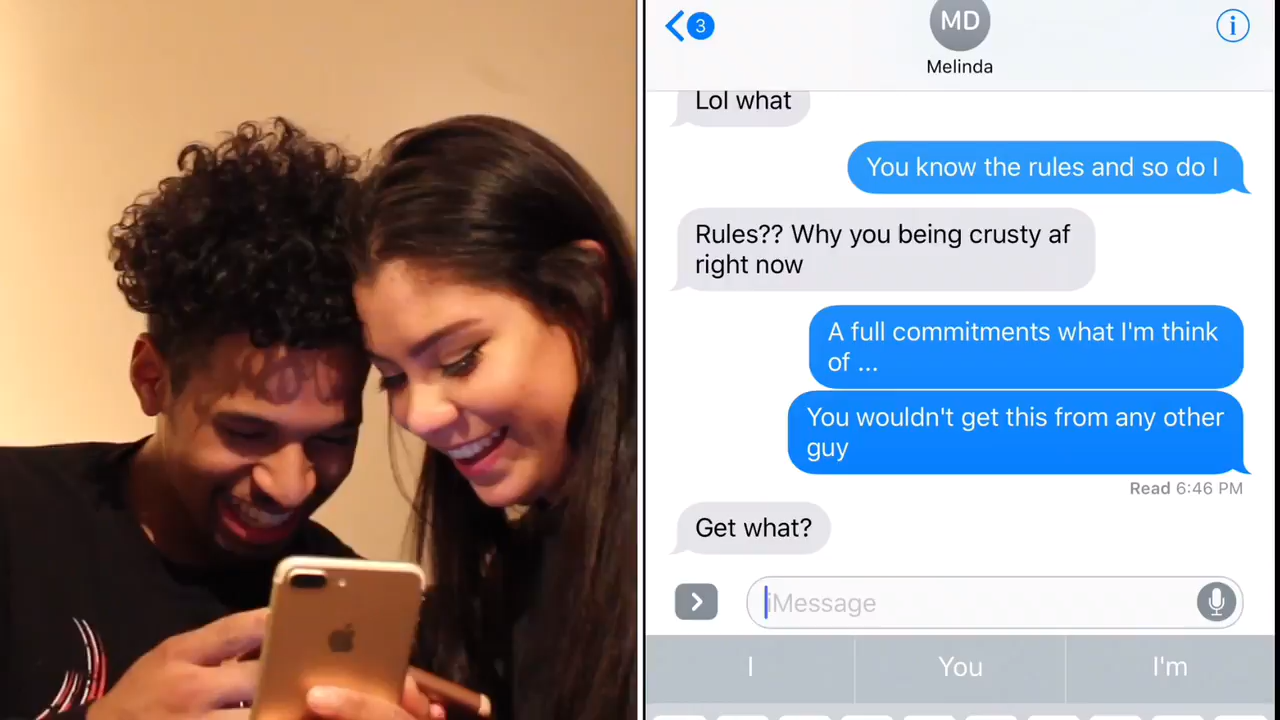 3
MD
Melinda
Lol what
You know the rules and so do I
Rules?? Why you being crusty af
right now
A full commitments what I'm think
of ...
You wouldn't get this from any other
guy
Read 6:46 PM
Get what?
iMessage
I
You
I'm